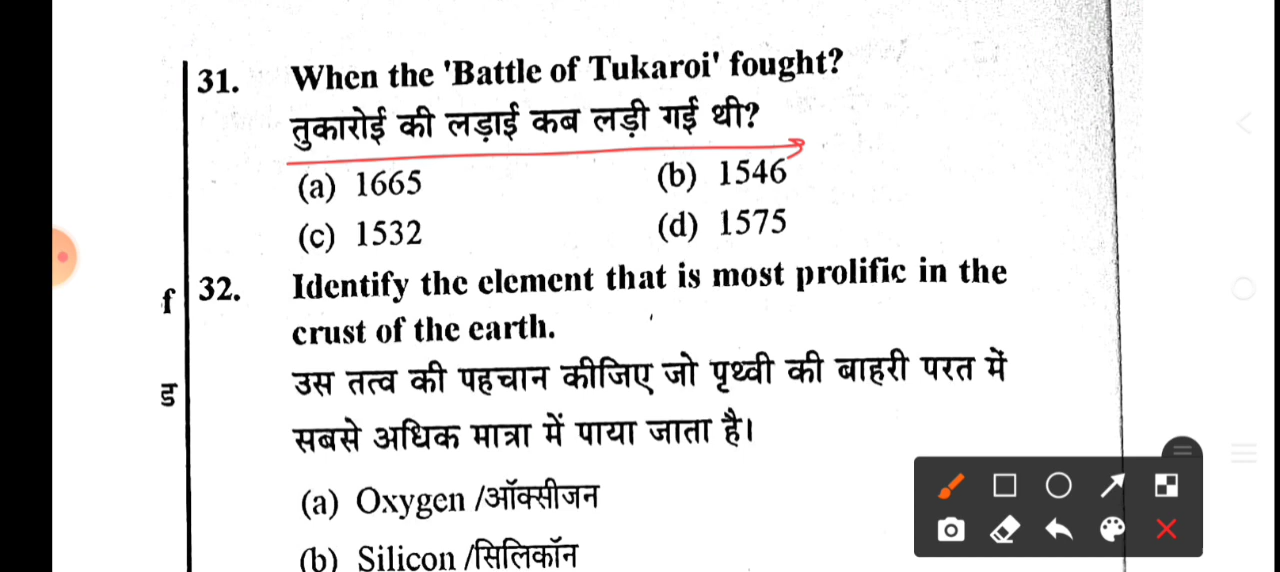 31. When the 'Battle of Tukaroi' fought?
तुकारोई की लड़ाई कब लड़ी गई थी?
(a) 1665 (b) 1546
(c) 1532 (d) 1575
f
32. Identify the element that is most prolific in the
crust of the earth.
ड
उस तत्व की पहचान कीजिए जो पृथ्वी की बाहरी परत में
सबसे अधिक मात्रा में पाया जाता है।
(a) Oxygen /ऑक्सीजन
(b) Silicon /सिलिकॉन